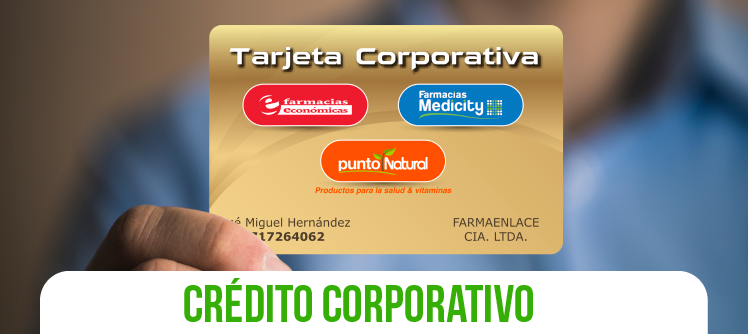 Tarjeta Corporativa
farmacias
económicas
Farmacias
Medicity
punto Natural
Productos para la salud & vitaminas
Miguel Hernández
FARMAENLACE
717264062
CIA. LTDA.
CRÉDITO CORPORATIVO